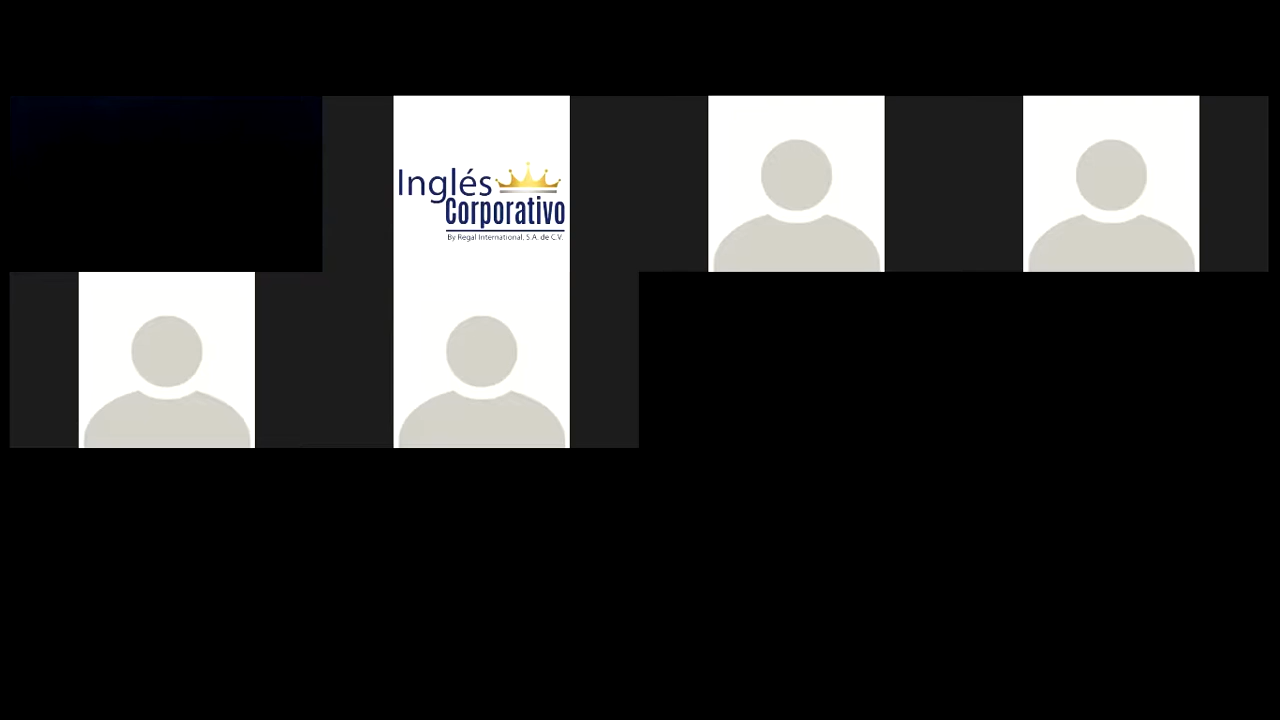 Inglés
Corporativo
By Regal International, S.A. de C.V.